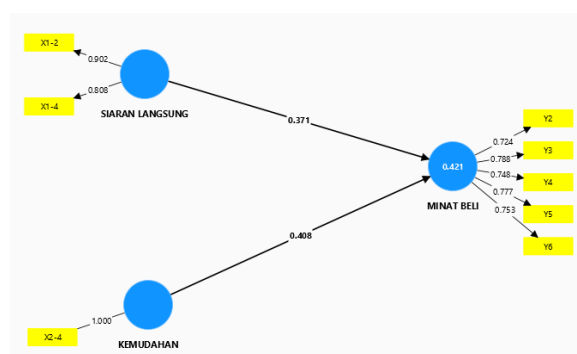 X1-2
0.902
X1-4
0.808
SIARAN LANGSUNG
0.371
Y2
0.724
Y3
0.788
0.421
Y4
0.748
Y5
0.777
MINAT BELI
Y6
0.753
0.408
X2-4
1.000
KEMUDAHAN